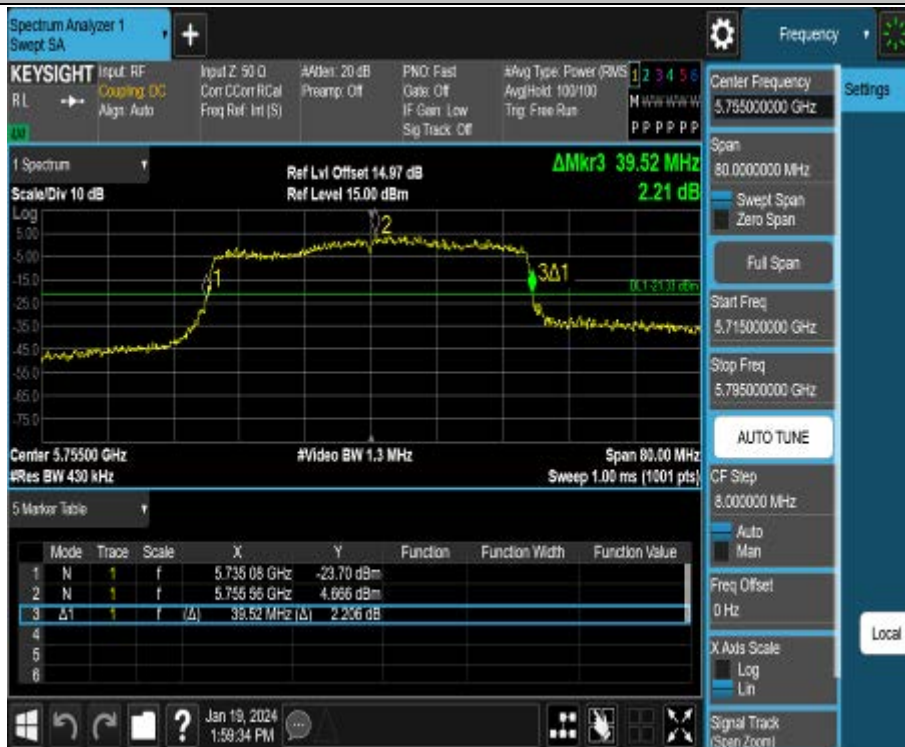 Spectrum Analyzer 1
Swept SA
+
Frequency
KEYSIGHT
RL
Input: RF
Coupling: DC
Align: Auto
Input Z: 50 Ω
Corr CCorr RCal
Freq Ref: Int (S)
#Atten: 20 dB
Preamp: Off
PNO: Fast
Gate: Off
IF Gain: Low
Sig Track: Off
#Avg Type: Power (RMS
Avg|Hold: 100/100
Trig: Free Run
1 2 3 4 5 6
M W W W W W
P P P P P P
1 Spectrum
Scale/Div 10 dB
Log
Ref Lvl Offset 14.97 dB
Ref Level 15.00 dBm
ΔMkr3 39.52 MHz
2.21 dB
5.00
-5.00
-15.0
-25.0
-35.0
-45.0
-55.0
-65.0
-75.0
1
2
3Δ1
Center 5.75500 GHz
#Res BW 430 kHz
#Video BW 1.3 MHz
Span 80.00 MHz
Sweep 1.00 ms (1001 pts)
5 Marker Table
Mode Trace Scale X Y Function Function Width Function Value
1 N 1 f 5.735 08 GHz -23.70 dBm
2 N 1 f 5.755 56 GHz 4.666 dBm
3 Δ1 1 f (Δ) 39.52 MHz (Δ) 2.206 dB
4
5
6
Jan 19, 2024
1:59:34 PM
?
Center Frequency
5.755000000 GHz
Settings
Span
80.0000000 MHz
Swept Span
Zero Span
Full Span
Start Freq
5.715000000 GHz
Stop Freq
5.795000000 GHz
AUTO TUNE
CF Step
8.000000 MHz
Auto
Man
Freq Offset
0 Hz
X Axis Scale
Log
Lin
Local
Signal Track
(Span Zoom)